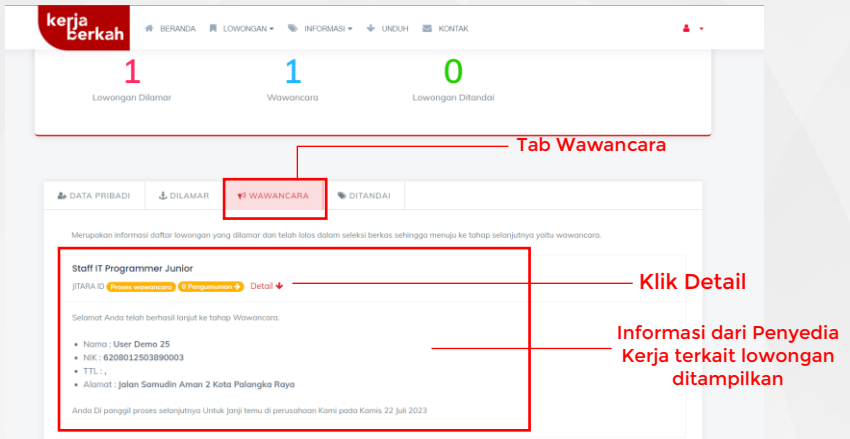 kerja
berkah
BERANDA LOWONGAN INFORMASI UNDUH KONTAK
1 1 0
Lowongan Dilamar Wawancara Lowongan Ditandai
Tab Wawancara
DATA PRIBADI DILAMAR WAWANCARA DITANDAI
Merupakan informasi daftar lowongan yang dilamar dan telah lolos dalam seleksi berkas sehingga menuju ke tahap selanjutnya yaitu wawancara.
Staff IT Programmer Junior
JITARA ID Proses wawancara 0 Pengumuman Detail
Klik Detail
Selamat Anda telah berhasil lanjut ke tahap Wawancara.
Informasi dari Penyedia
Kerja terkait lowongan
ditampilkan
• Nama : User Demo 25
• NIK : 6208012503890003
• TTL : ,
• Alamat : Jalan Samudin Aman 2 Kota Palangka Raya
Anda Di panggil proses selanjutnya Untuk Janji temu di perusahaan Kami pada Kamis 22 Juli 2023